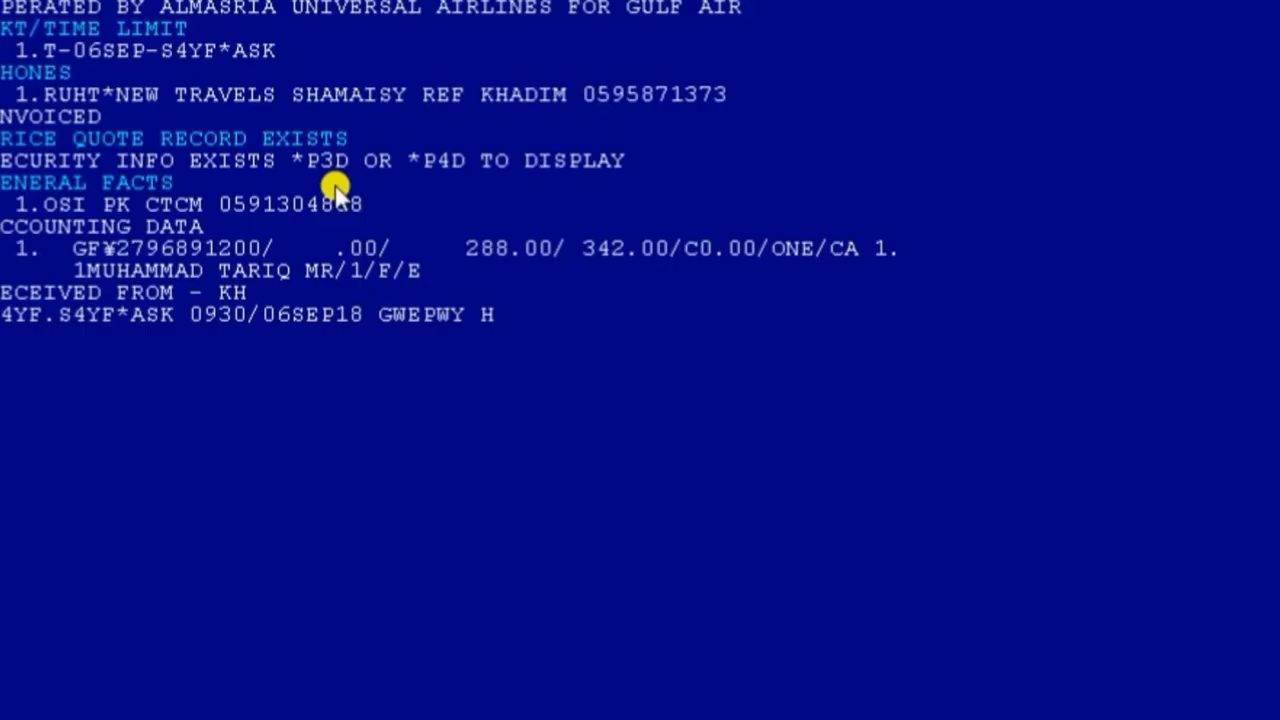 PERATED BY ALMASRIA UNIVERSAL AIRLINES FOR GULF AIR
KT/TIME LIMIT
1.T-06SEP-S4YF*ASK
HONES
1.RUHT*NEW TRAVELS SHAMAISY REF KHADIM 0595871373
NVOICED
RICE QUOTE RECORD EXISTS
ECURITY INFO EXISTS *P3D OR *P4D TO DISPLAY
ENERAL FACTS
1.OSI PK CTCM
CCOUNTING DATA
1. GF¥2796891200/ .00/ 288.00/ 342.00/C0.00/ONE/CA 1.
1MUHAMMAD TARIQ MR/1/F/E
ECEIVED FROM - KH
4YF.S4YF*ASK 0930/06SEP18 GWEPWY H